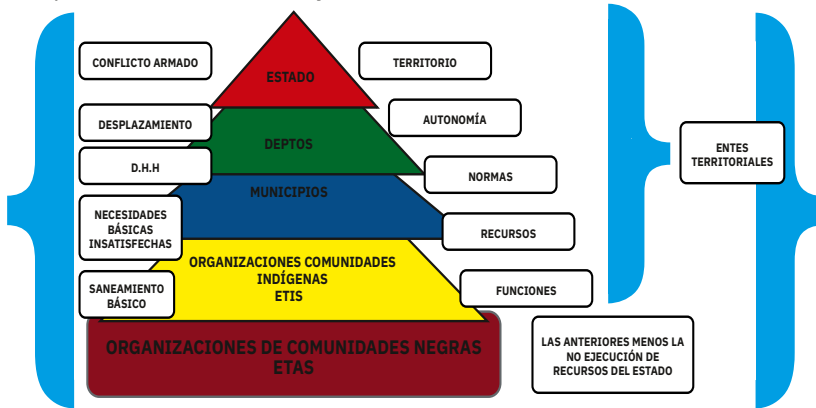 CONFLICTO ARMADO
ESTADO
TERRITORIO
DESPLAZAMIENTO
AUTONOMÍA
DEPTOS
ENTES
TERRITORIALES
D.H.H
NORMAS
MUNICIPIOS
NECESIDADES
BÁSICAS
INSATISFECHAS
RECURSOS
ORGANIZACIONES COMUNIDADES
INDÍGENAS
ETIS
SANEAMIENTO
BÁSICO
FUNCIONES
ORGANIZACIONES DE COMUNIDADES NEGRAS
ETAS
LAS ANTERIORES MENOS LA
NO EJECUCIÓN DE
RECURSOS DEL ESTADO